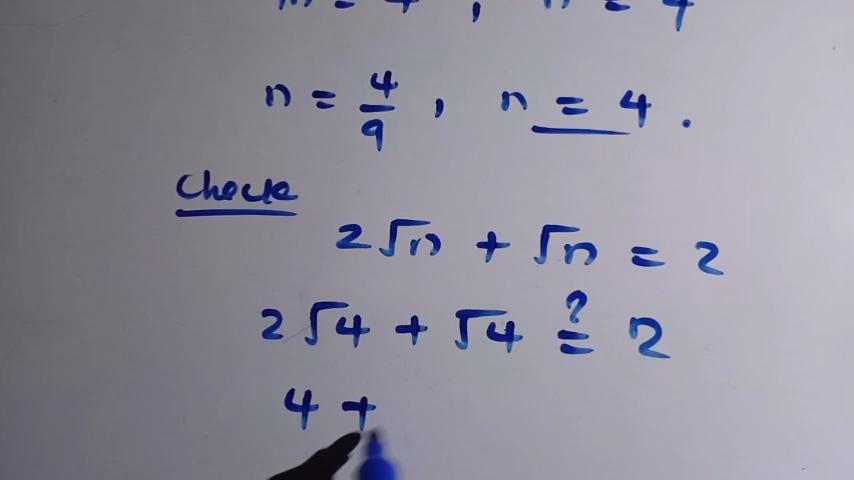 n = 4/9 , n = 4 .
Check
2√n + √n = 2
2√4 + √4 ≟ 2
4 +